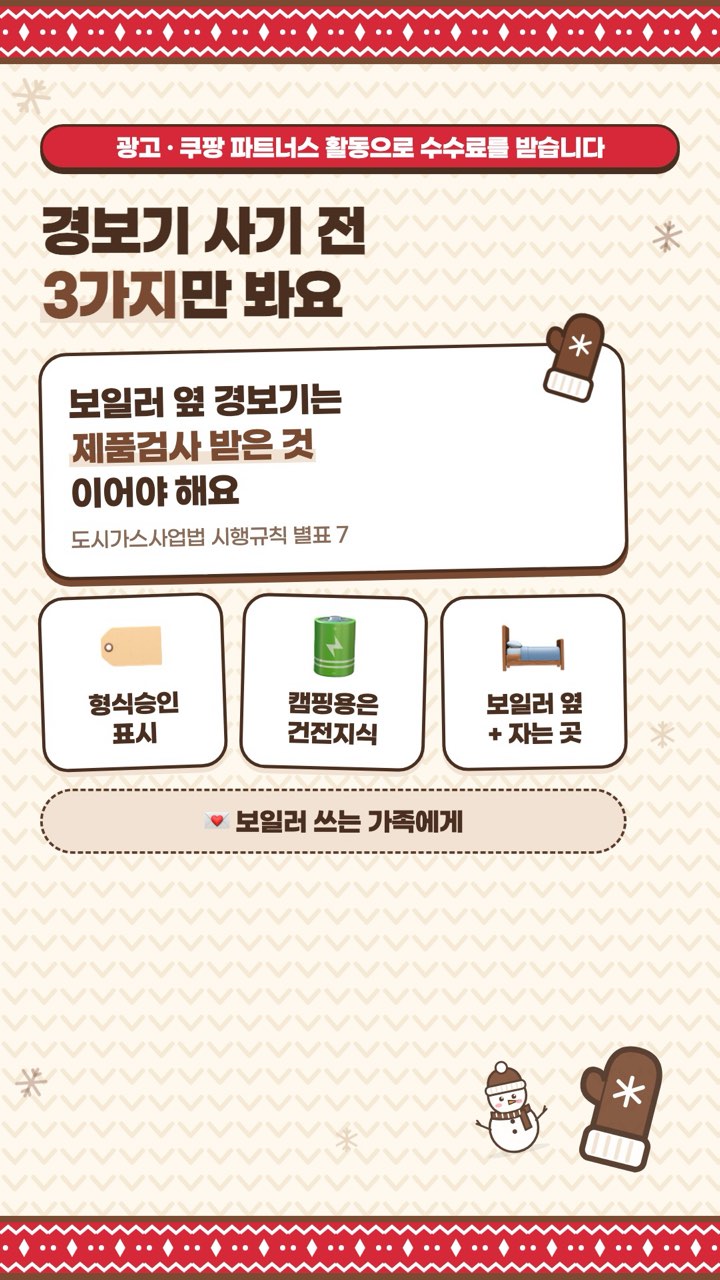 광고 · 쿠팡 파트너스 활동으로 수수료를 받습니다
경보기 사기 전
3가지만 봐요
보일러 옆 경보기는
제품검사 받은 것
이어야 해요
도시가스사업법 시행규칙 별표 7
형식승인
표시
캠핑용은
건전지식
보일러 옆
+ 자는 곳
💌 보일러 쓰는 가족에게